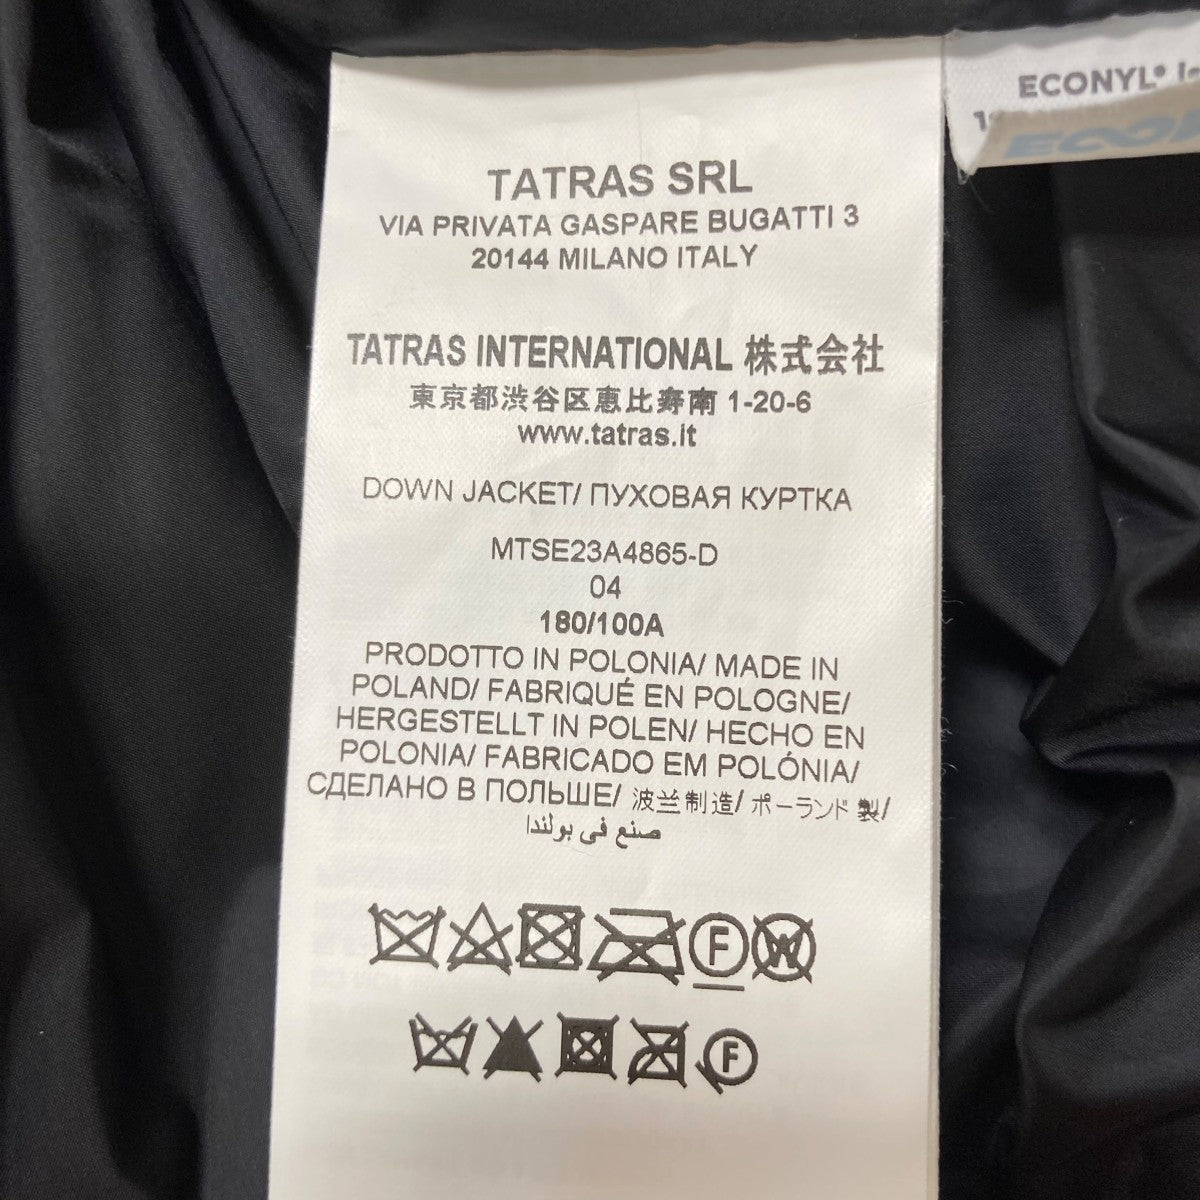 TATRAS SRL
VIA PRIVATA GASPARE BUGATTI 3
20144 MILANO ITALY
TATRAS INTERNATIONAL 株式会社
東京都渋谷区恵比寿南 1-20-6
www.tatras.it
DOWN JACKET/ ПУХОВАЯ КУРТКА
MTSE23A4865-D
04
180/100A
PRODOTTO IN POLONIA/ MADE IN
POLAND/ FABRIQUÉ EN POLOGNE/
HERGESTELLT IN POLEN/ HECHO EN
POLONIA/ FABRICADO EM POLÓNIA/
СДЕЛАНО В ПОЛЬШЕ/ 波兰制造/ ポーランド 製/
صنع في بولندا
F W
F
ECONYL®